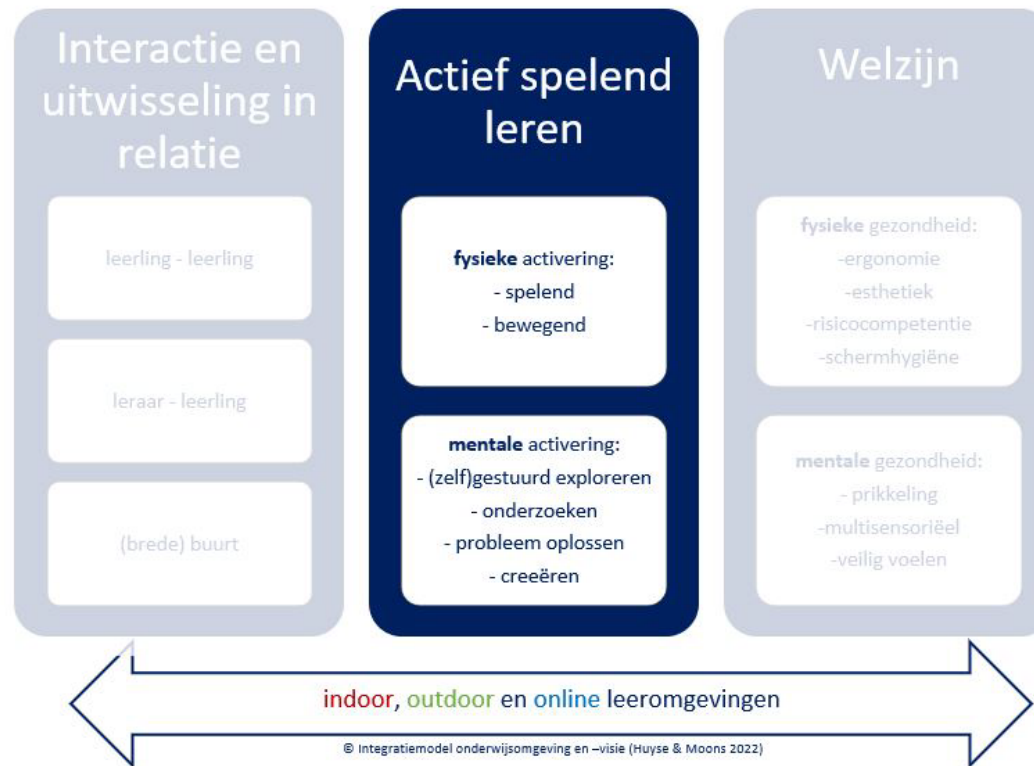 Interactie en
uitwisseling in
relatie
leerling - leerling
leraar - leerling
(brede) buurt
Actief spelend
leren
fysieke activering:
- spelend
- bewegend
mentale activering:
- (zelf)gestuurd exploreren
- onderzoeken
- probleem oplossen
- creeëren
Welzijn
fysieke gezondheid:
-ergonomie
-esthetiek
-risicocompetentie
-schermhygiëne
mentale gezondheid:
- prikkeling
-multisensoriëel
-veilig voelen
indoor, outdoor en online leeromgevingen
© Integratiemodel onderwijsomgeving en –visie (Huyse & Moons 2022)